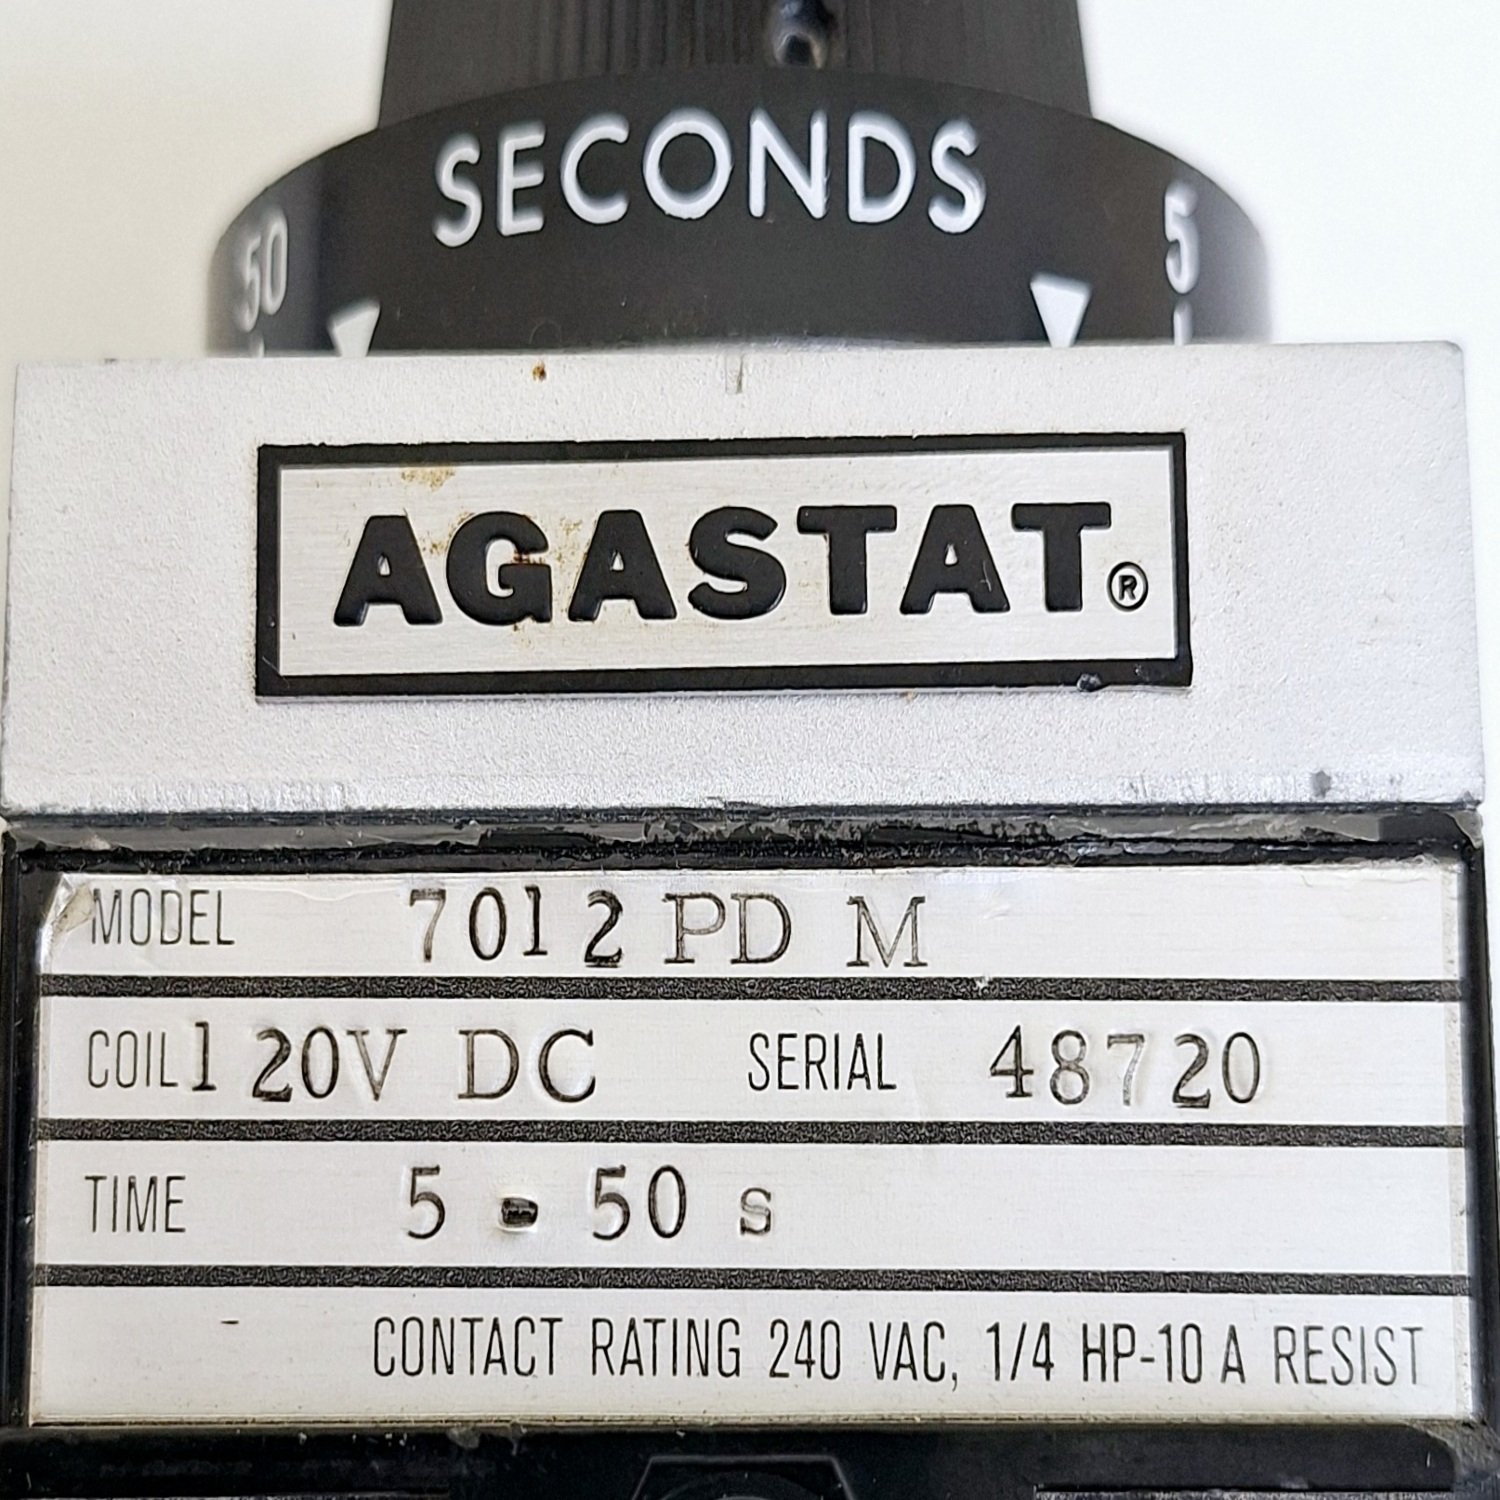 SECONDS
50 5
AGASTAT®
MODEL 7012 PD M
COIL 120V DC SERIAL 48720
TIME 5 - 50 s
CONTACT RATING 240 VAC, 1/4 HP-10 A RESIST